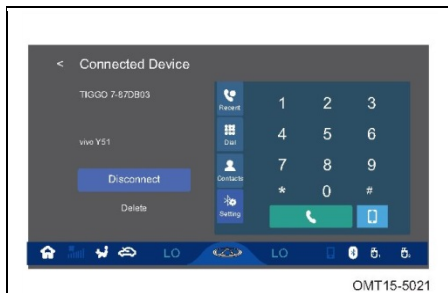 < Connected Device
TIGGO 7-87DB03
vivo Y51
Disconnect
Delete
Recent
Dial
Contacts
Setting
1 2 3
4 5 6
7 8 9
* 0 #
LO
LO
OMT15-5021